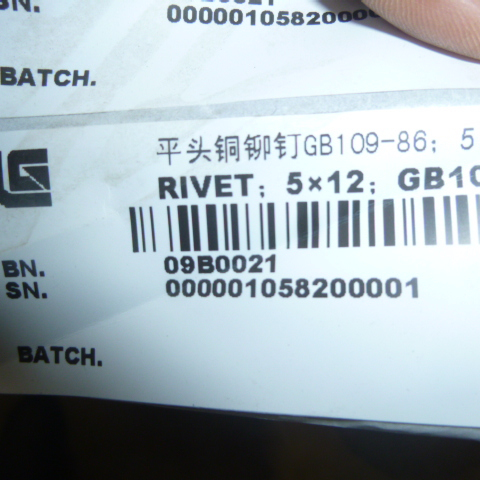 SN.
000001058200001
BATCH.
平头铜铆钉GB109-86; 5
RIVET; 5×12; GB10
BN. 09B0021
SN. 000001058200001
BATCH.